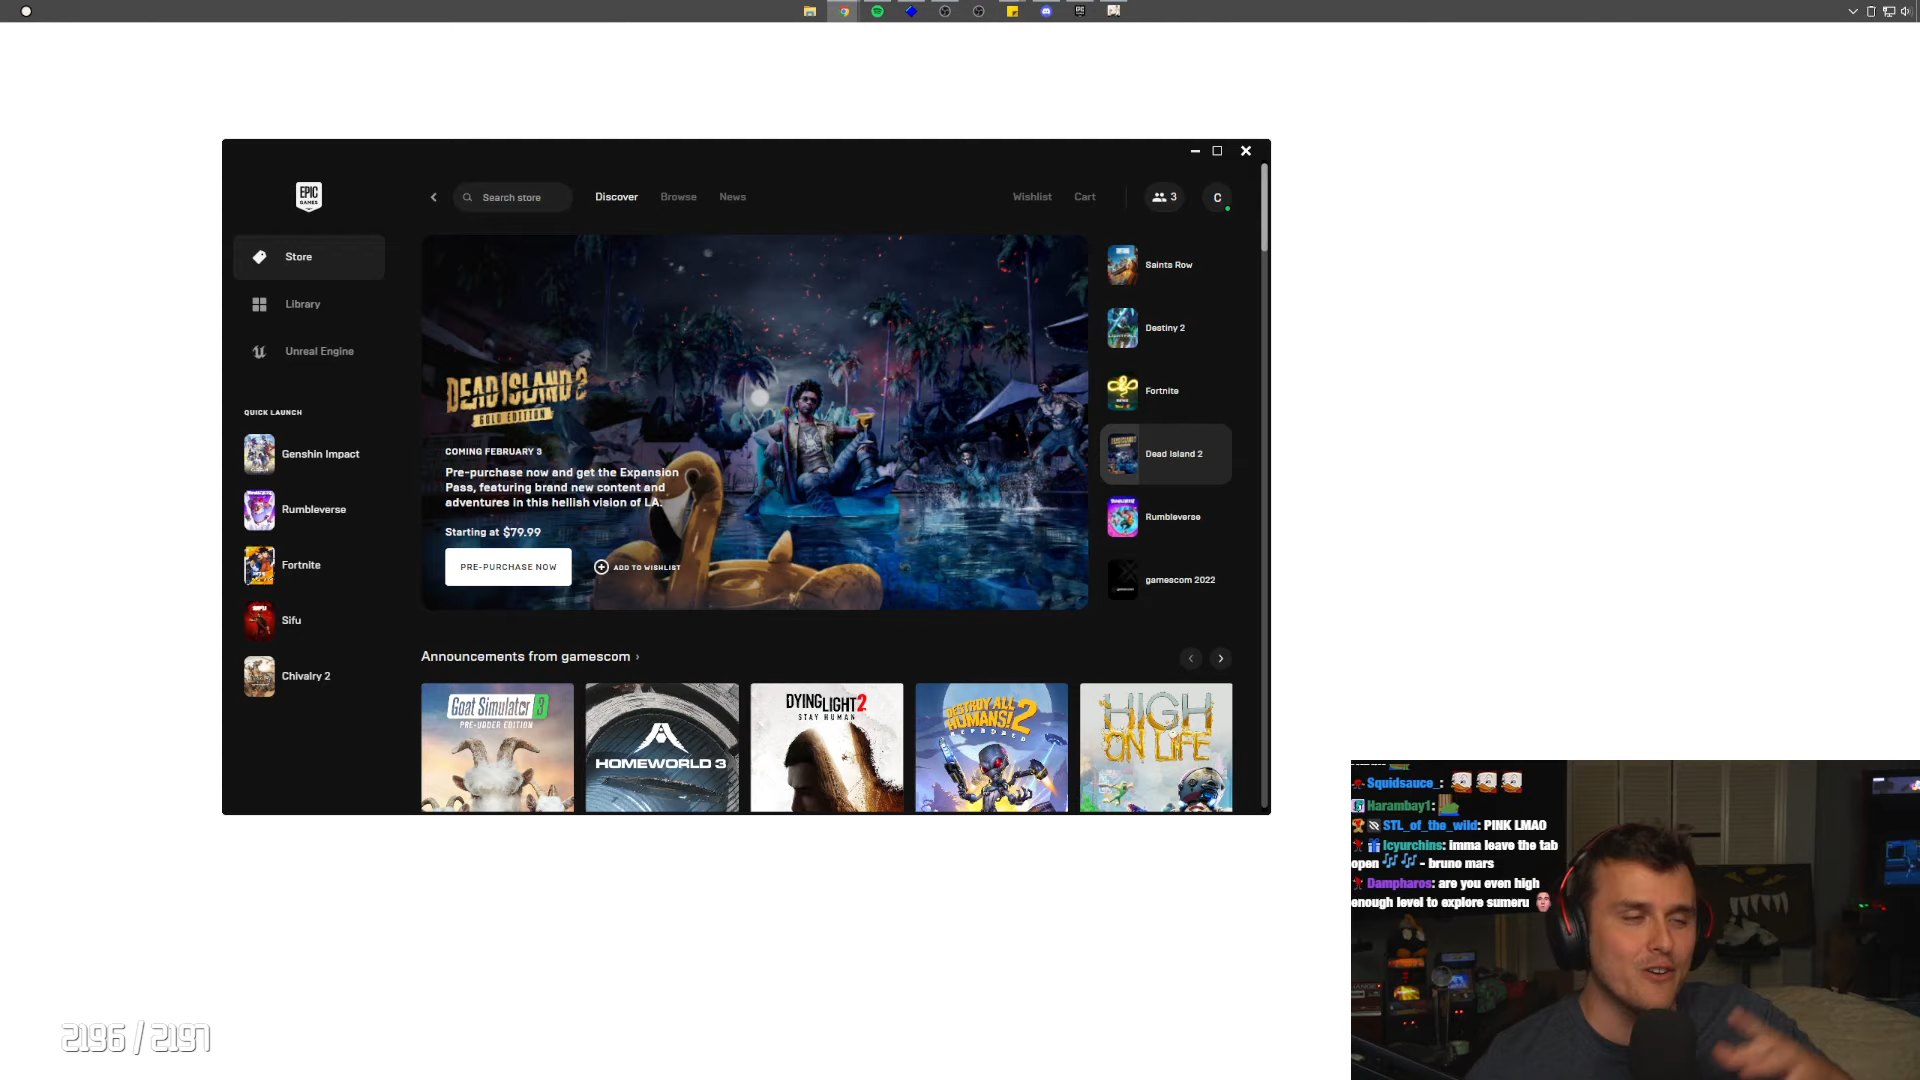 EPIC
GAMES
Search store
Discover
Browse
News
Wishlist
Cart
3
C
Store
Library
Unreal Engine
QUICK LAUNCH
Genshin Impact
Rumbleverse
Fortnite
Sifu
Chivalry 2
DEAD ISLAND 2
GOLD EDITION
COMING FEBRUARY 3
Pre-purchase now and get the Expansion
Pass, featuring brand new content and
adventures in this hellish vision of LA.
Starting at $79.99
PRE-PURCHASE NOW
ADD TO WISHLIST
Saints Row
Destiny 2
Fortnite
Dead Island 2
Rumbleverse
gamescom 2022
Announcements from gamescom
Goat Simulator 3
PRE-ORDER EDITION
HOMEWORLD 3
DYING LIGHT 2
STAY HUMAN
DESTROY ALL
HUMANS! 2
REPROBED
HIGH
ON LIFE
Squidsauce_:
Harambay1:
STL_of_the_wild: PINK LMAO
Icyurchins: imma leave the tab
open - bruno mars
Dampharos: are you even high
enough level to explore sumeru
2196 / 2197